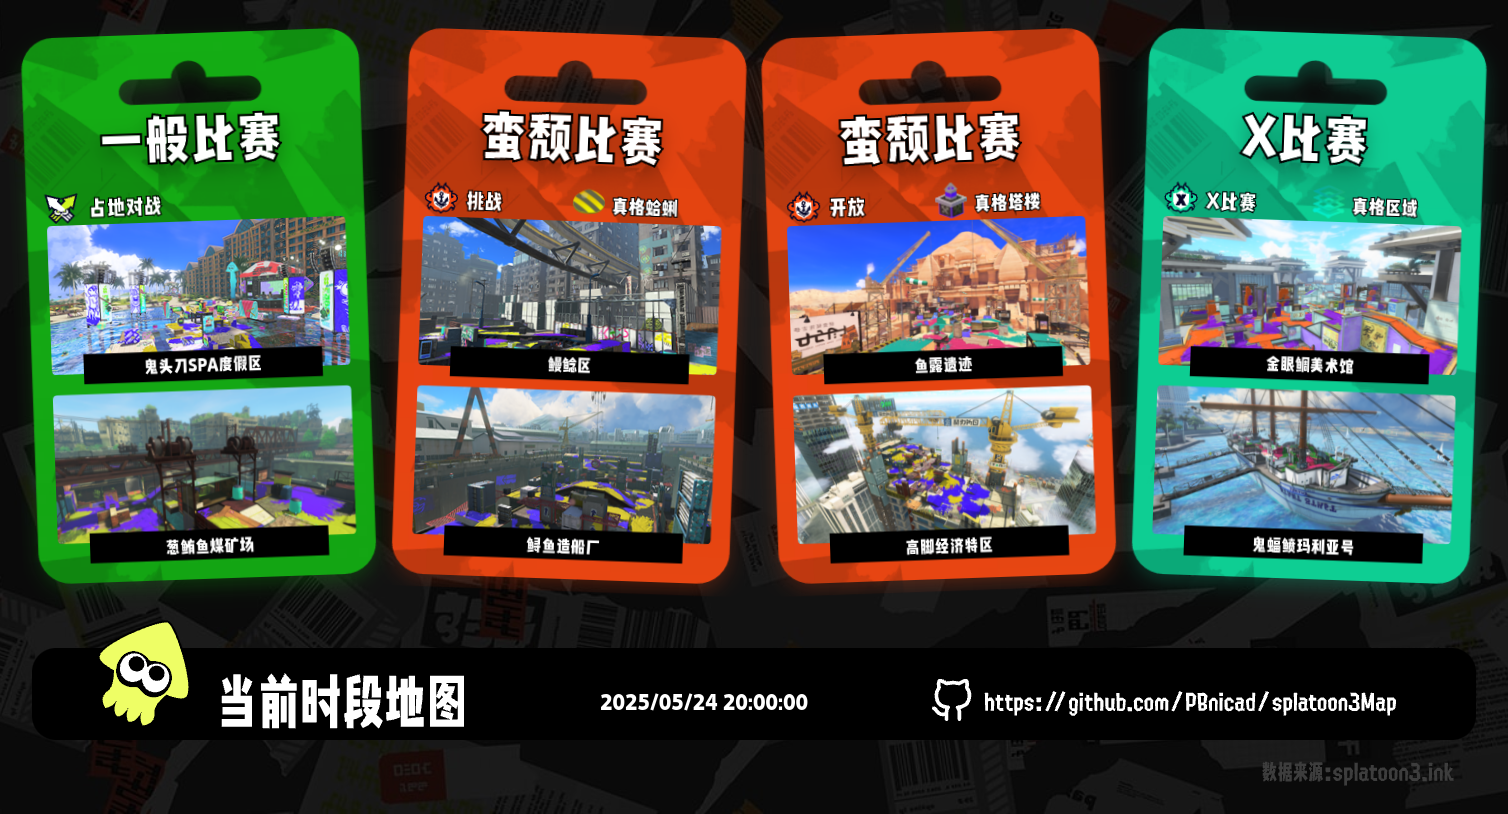 一般比赛
占地对战
鬼头刀SPA度假区
葱鲔鱼煤矿场
蛮颓比赛
挑战
真格蛤蜊
鳗鲶区
鲟鱼造船厂
蛮颓比赛
开放
真格塔楼
鱼露遗迹
高脚经济特区
X比赛
X比赛
真格区域
金眼鲷美术馆
鬼蝠鲼玛利亚号
当前时段地图
2025/05/24 20:00:00
https://github.com/PBnicad/splatoon3Map
数据来源:splatoon3.ink